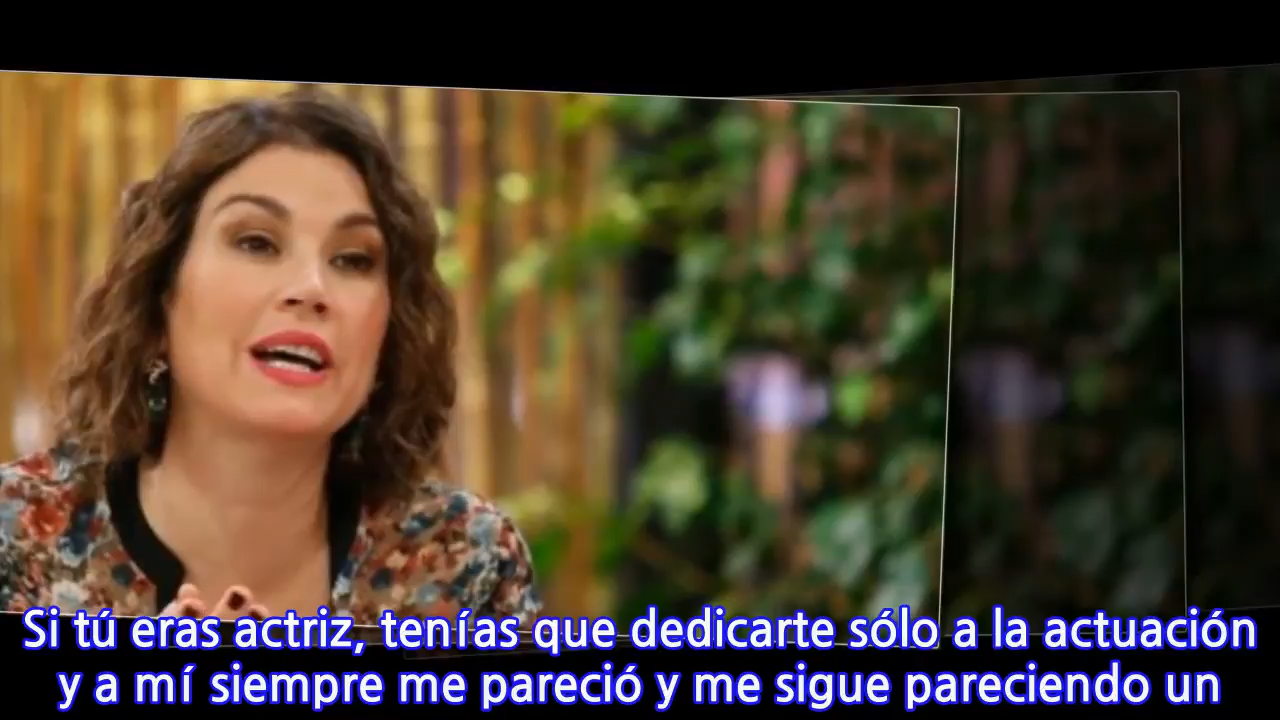 Si tú eras actriz, tenías que dedicarte sólo a la actuación
y a mí siempre me pareció y me sigue pareciendo un